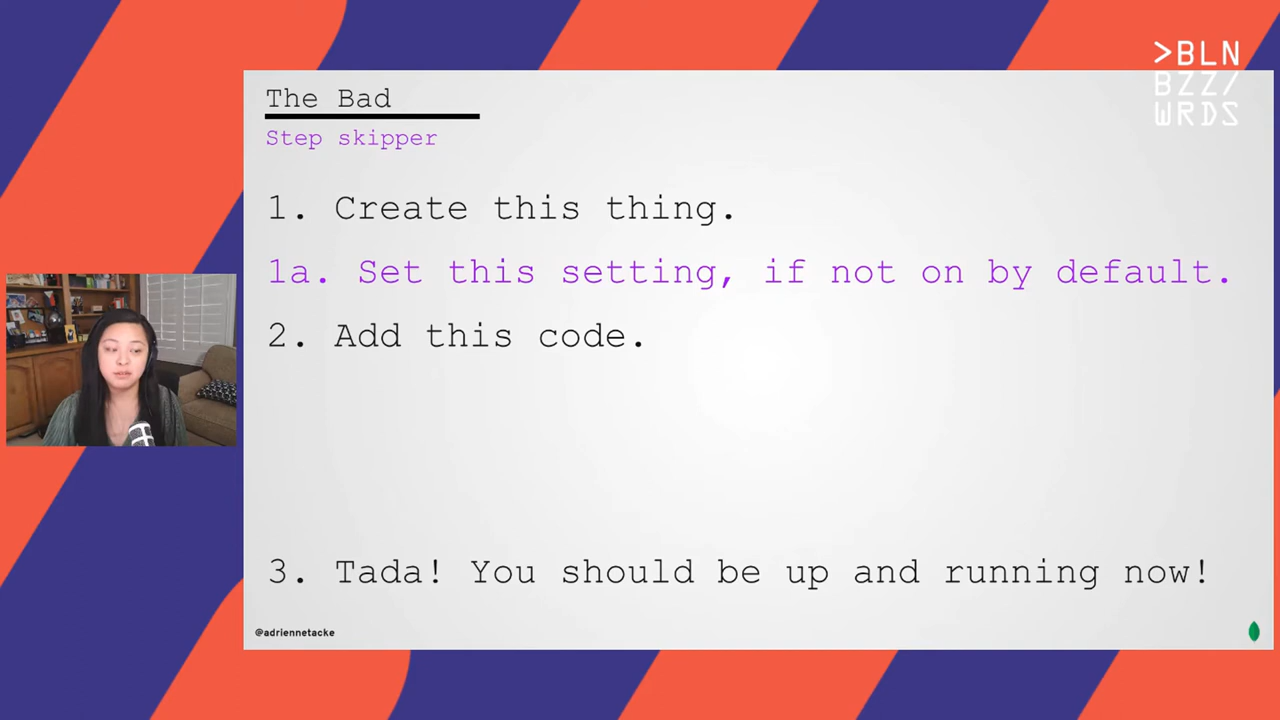 >BLN
BZZ/
WRDS
The Bad
Step skipper
1. Create this thing.
1a. Set this setting, if not on by default.
2. Add this code.
3. Tada! You should be up and running now!
@adriennetacke